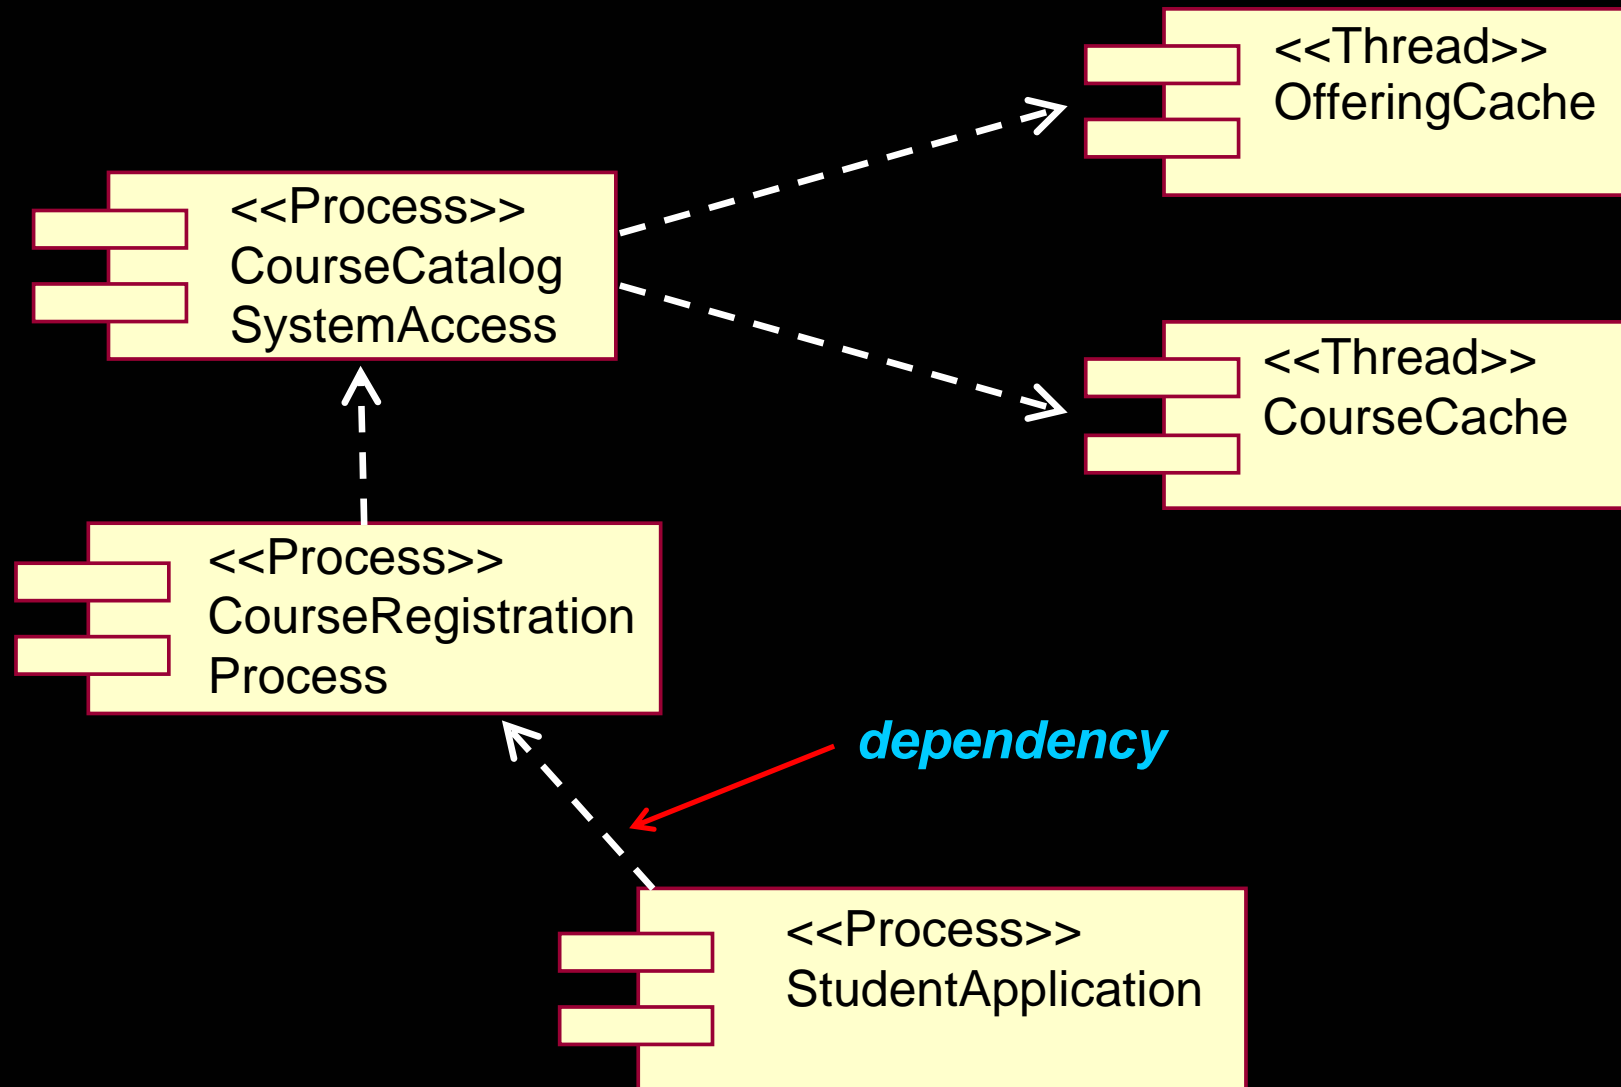 <<Thread>>
OfferingCache
<<Process>>
CourseCatalog
SystemAccess
<<Thread>>
CourseCache
<<Process>>
CourseRegistration
Process
dependency
<<Process>>
StudentApplication